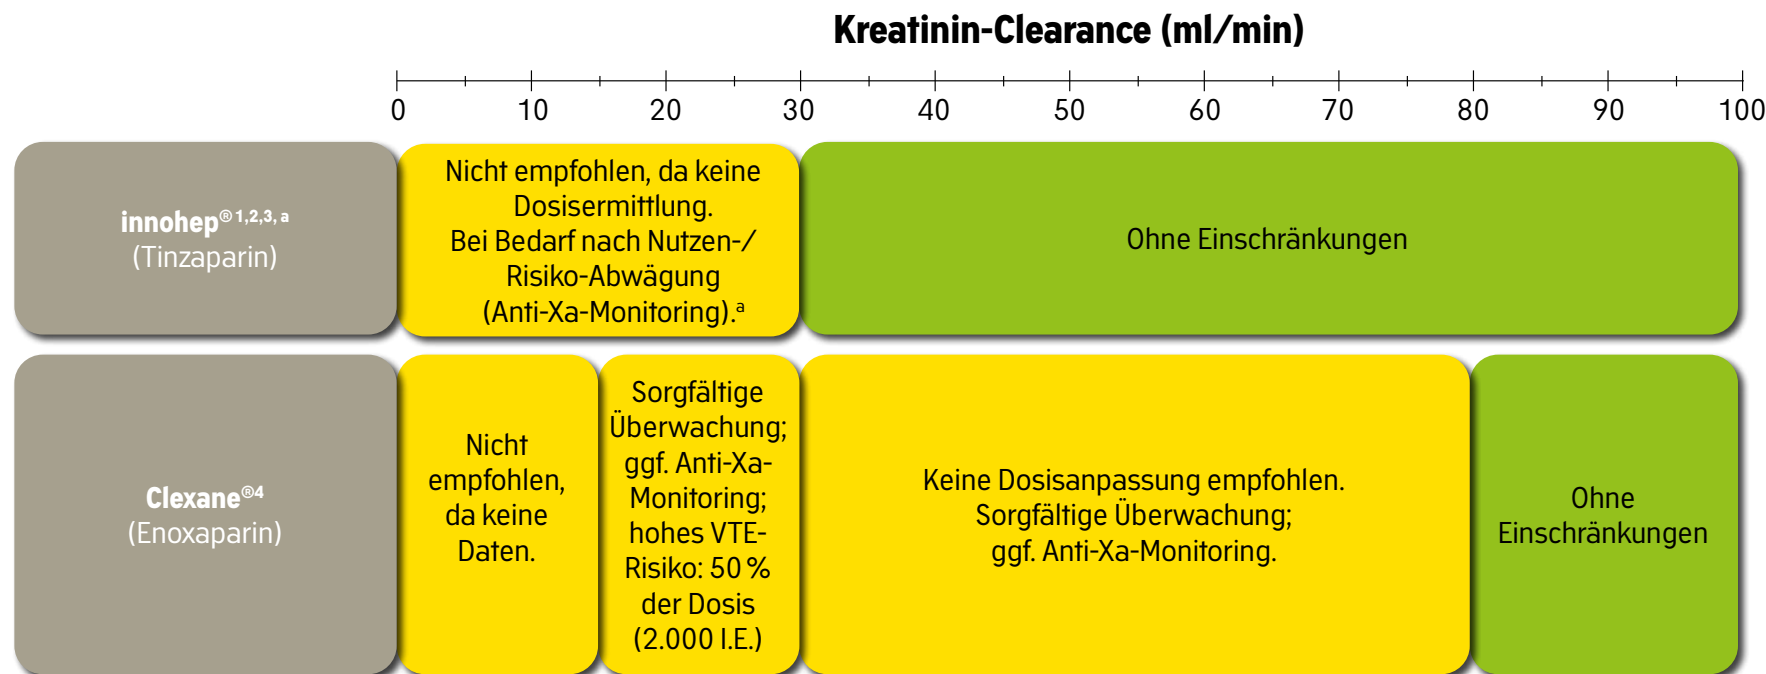 Kreatinin-Clearance (ml/min)
0 10 20 30 40 50 60 70 80 90 100
innohep® 1,2,3, a
(Tinzaparin)
Nicht empfohlen, da keine
Dosisermittlung.
Bei Bedarf nach Nutzen-/
Risiko-Abwägung
(Anti-Xa-Monitoring).a
Ohne Einschränkungen
Clexane®4
(Enoxaparin)
Nicht
empfohlen,
da keine
Daten.
Sorgfältige
Überwachung;
ggf. Anti-Xa-
Monitoring;
hohes VTE-
Risiko: 50 %
der Dosis
(2.000 I.E.)
Keine Dosisanpassung empfohlen.
Sorgfältige Überwachung;
ggf. Anti-Xa-Monitoring.
Ohne
Einschränkungen